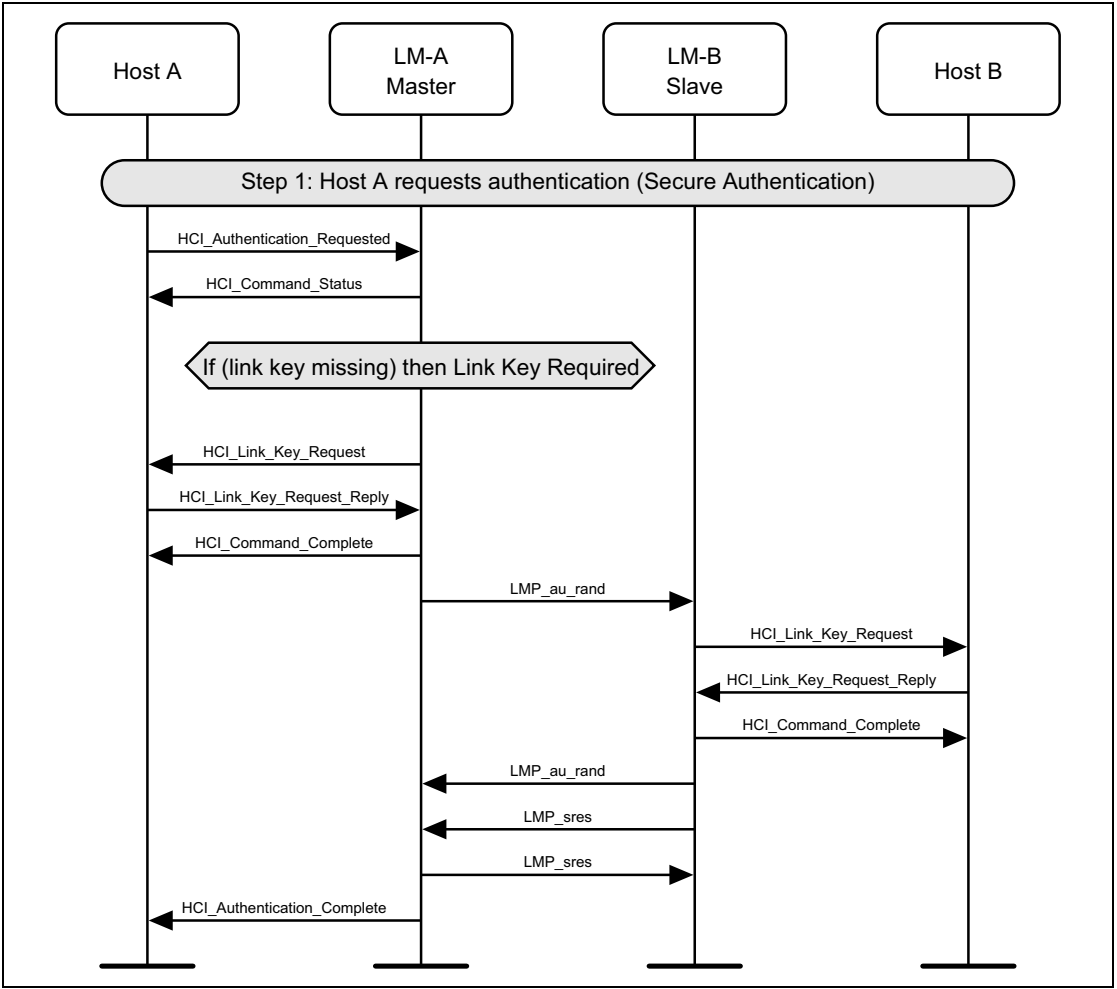 Host A
LM-A
Master
LM-B
Slave
Host B
Step 1: Host A requests authentication (Secure Authentication)
HCI_Authentication_Requested
HCI_Command_Status
If (link key missing) then Link Key Required
HCI_Link_Key_Request
HCI_Link_Key_Request_Reply
HCI_Command_Complete
LMP_au_rand
HCI_Link_Key_Request
HCI_Link_Key_Request_Reply
HCI_Command_Complete
LMP_au_rand
LMP_sres
LMP_sres
HCI_Authentication_Complete